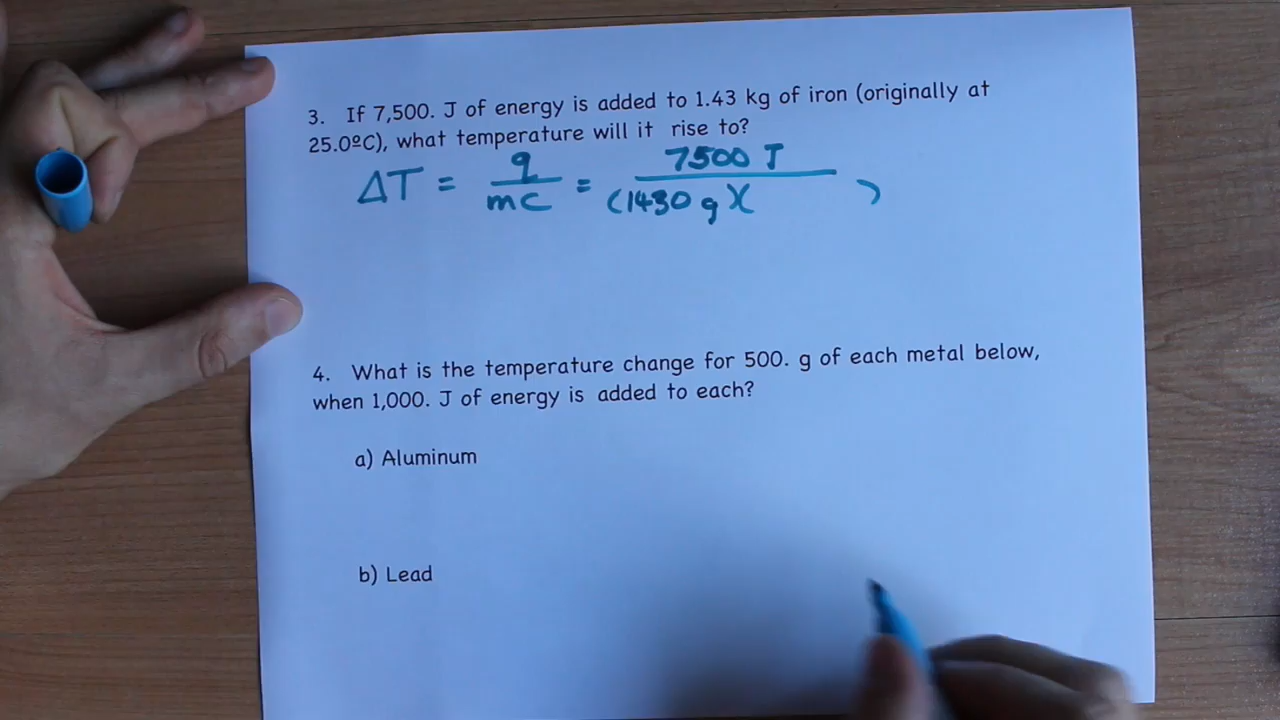 3. If 7,500. J of energy is added to 1.43 kg of iron (originally at
25.0ºC), what temperature will it rise to?
ΔT = q/mc = 7500 J/(1430 g)( )
4. What is the temperature change for 500. g of each metal below,
when 1,000. J of energy is added to each?
a) Aluminum
b) Lead